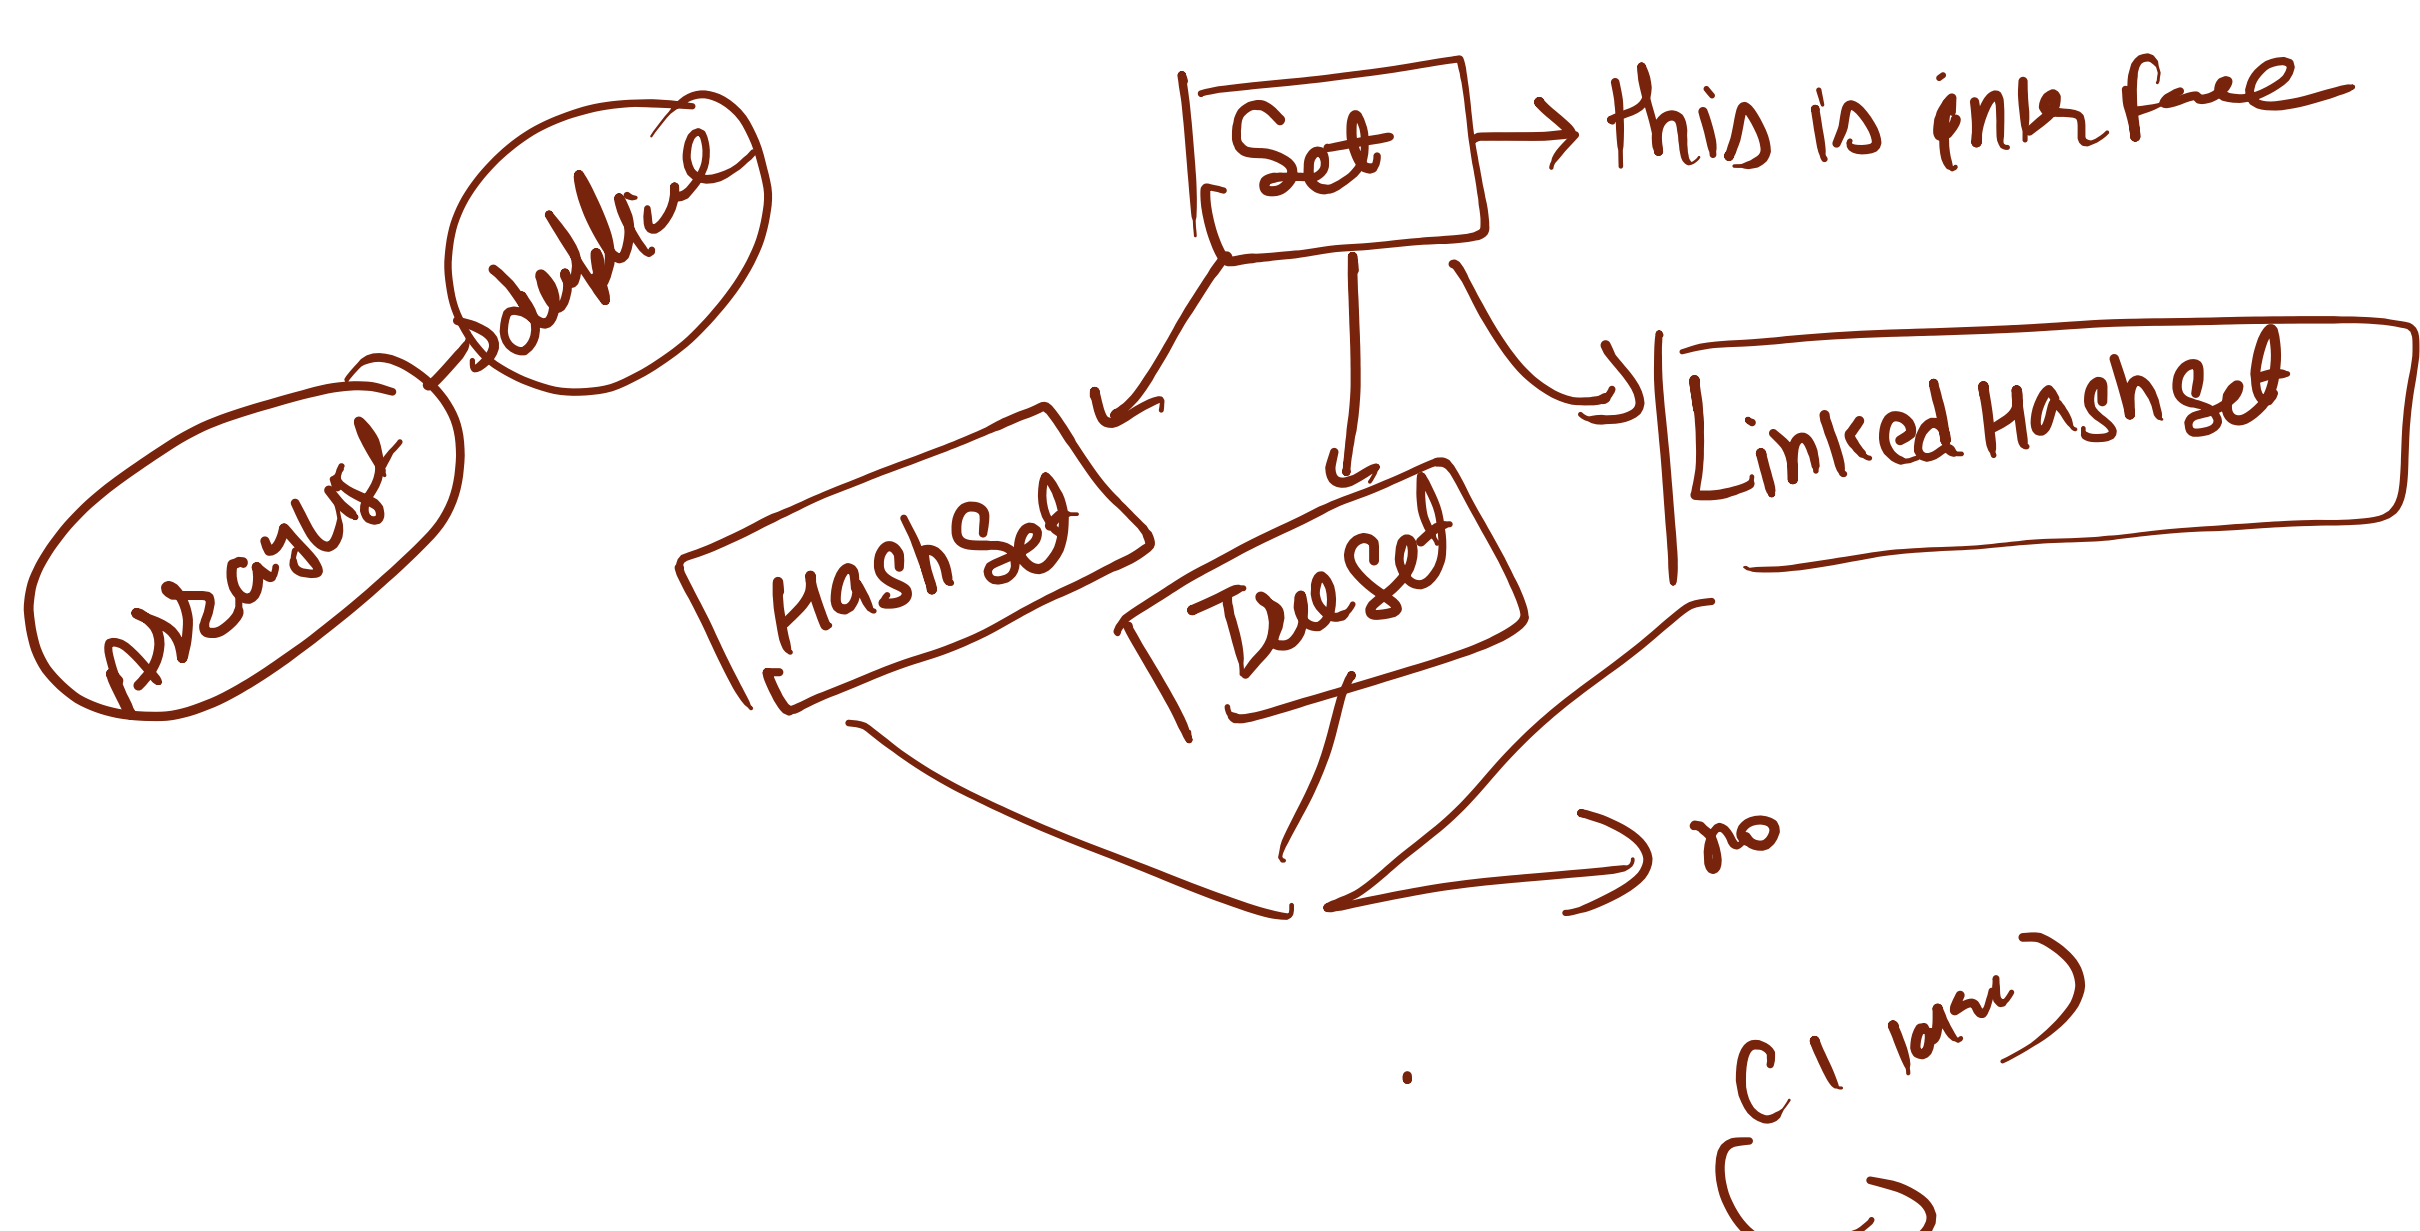 Set
this is interface
HashSet
TreeSet
LinkedHashSet
ArrayList
no